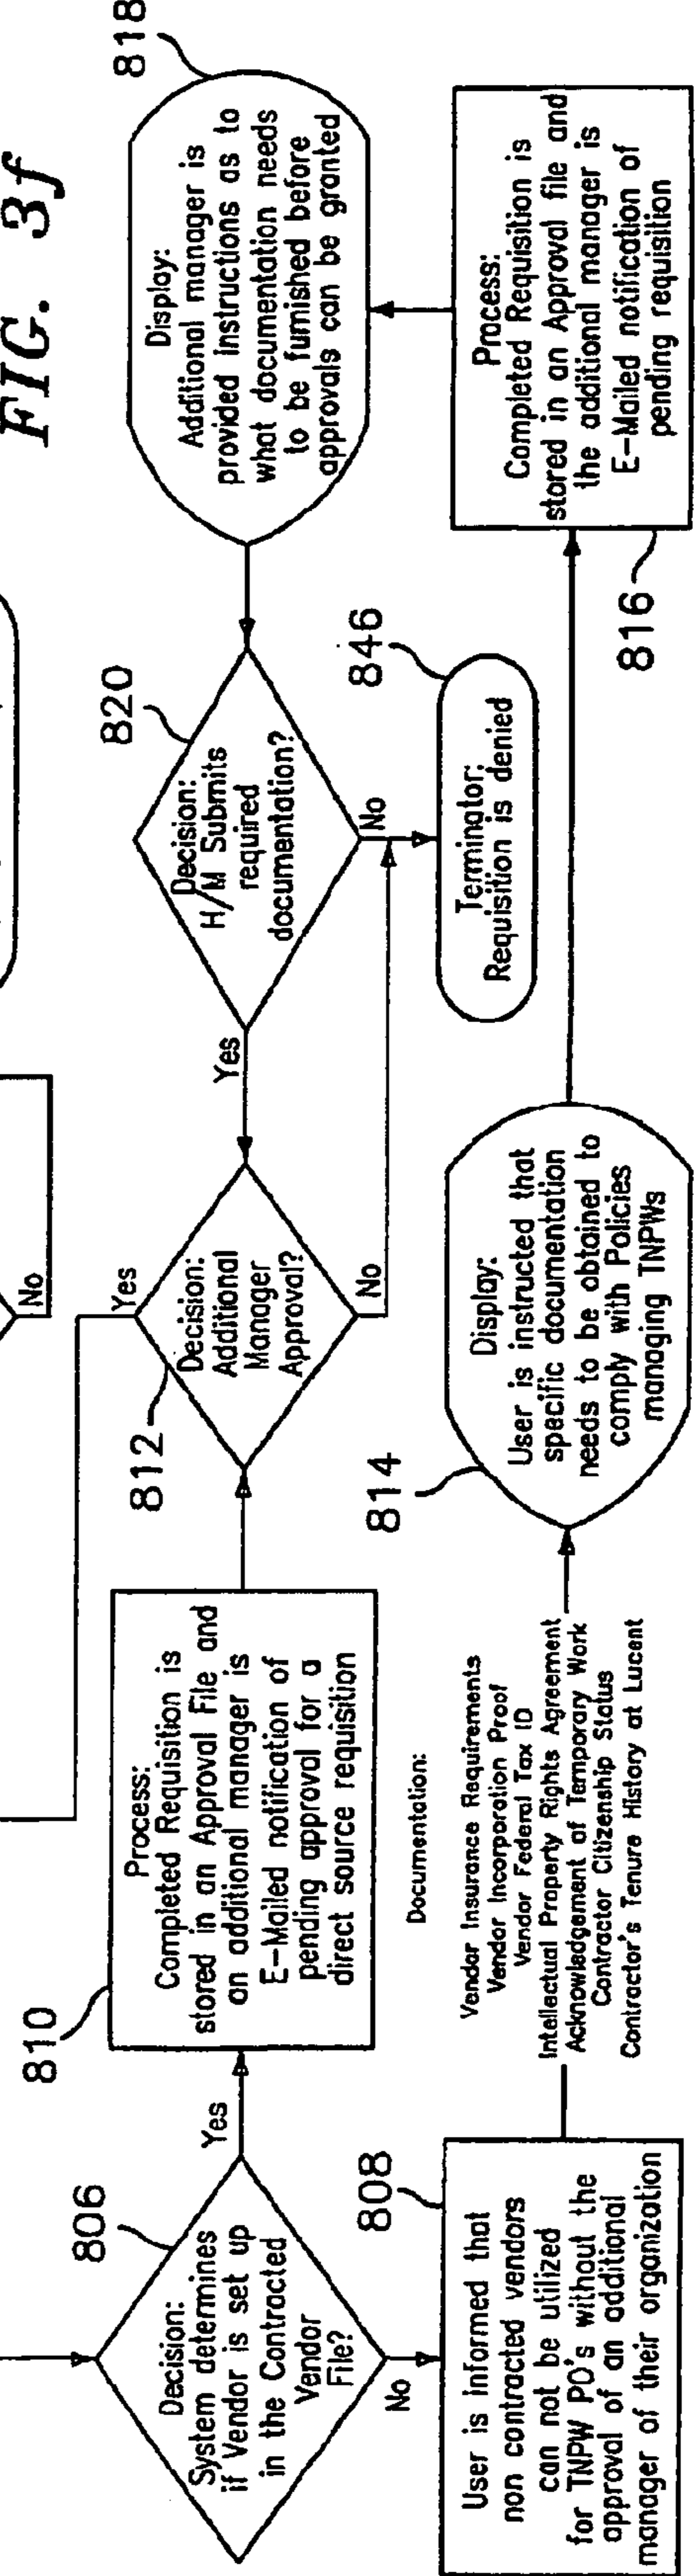 FIG. 3f
806
Decision:
System determines
if Vendor is set up
in the Contracted
Vendor
File?
Yes
No
810
Process:
Completed Requisition is
stored in an Approval File and
an additional manager is
E-Mailed notification of
pending approval for a
direct source requisition
812
Decision:
Additional
Manager
Approval?
Yes
No
No
Yes
820
Decision:
H/M Submits
required
documentation?
No
818
Display:
Additional manager is
provided instructions as to
what documentation needs
to be furnished before
approvals can be granted
846
Terminator:
Requisition is denied
808
User is informed that
non contracted vendors
can not be utilized
for TNPW PO's without the
approval of an additional
manager of their organization
Documentation:
Vendor Insurance Requirements
Vendor Incorporation Proof
Vendor Federal Tax ID
Intellectual Property Rights Agreement
Acknowledgement of Temporary Work
Contractor Citizenship Status
Contractor's Tenure History at Lucent
814
Display:
User is instructed that
specific documentation
needs to be obtained to
comply with Policies
managing TNPWs
816
Process:
Completed Requisition is
stored in an Approval file and
the additional manager is
E-Mailed notification of
pending requisition